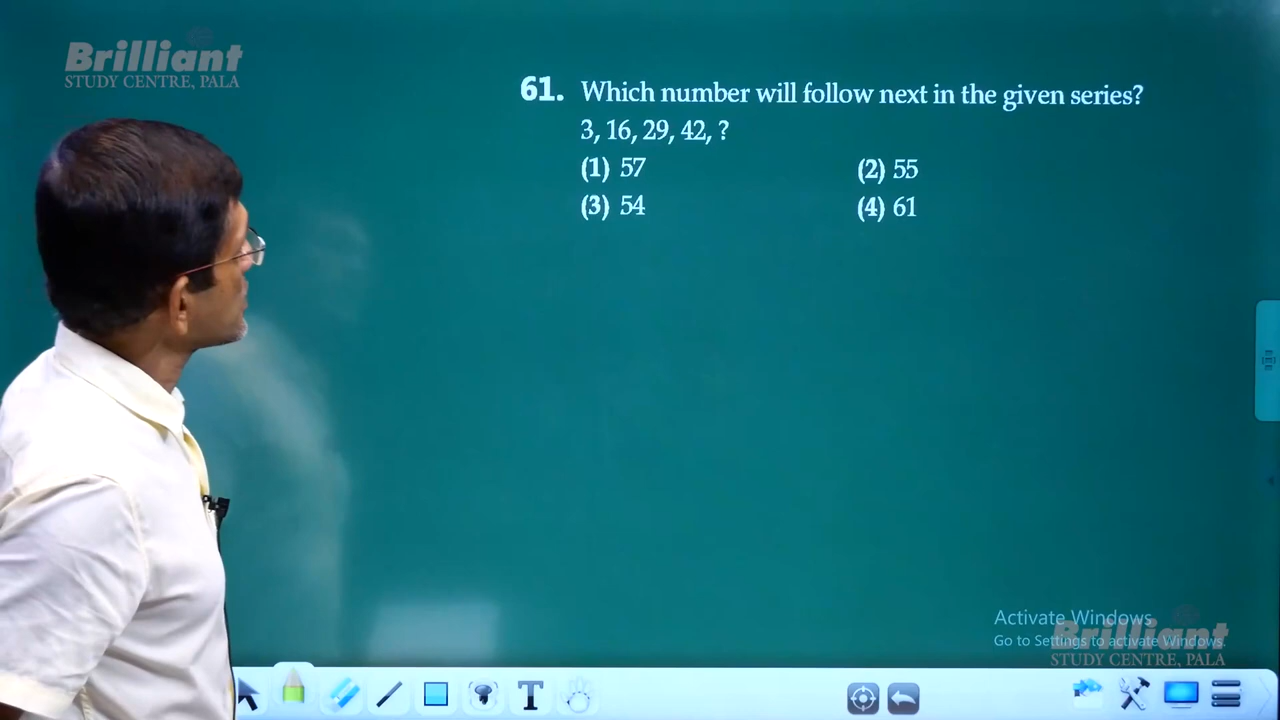 Brilliant
STUDY CENTRE, PALA
61. Which number will follow next in the given series?
3, 16, 29, 42, ?
(1) 57 (2) 55
(3) 54 (4) 61
Activate Windows
Go to Settings to activate Windows.
Brilliant
STUDY CENTRE, PALA
T